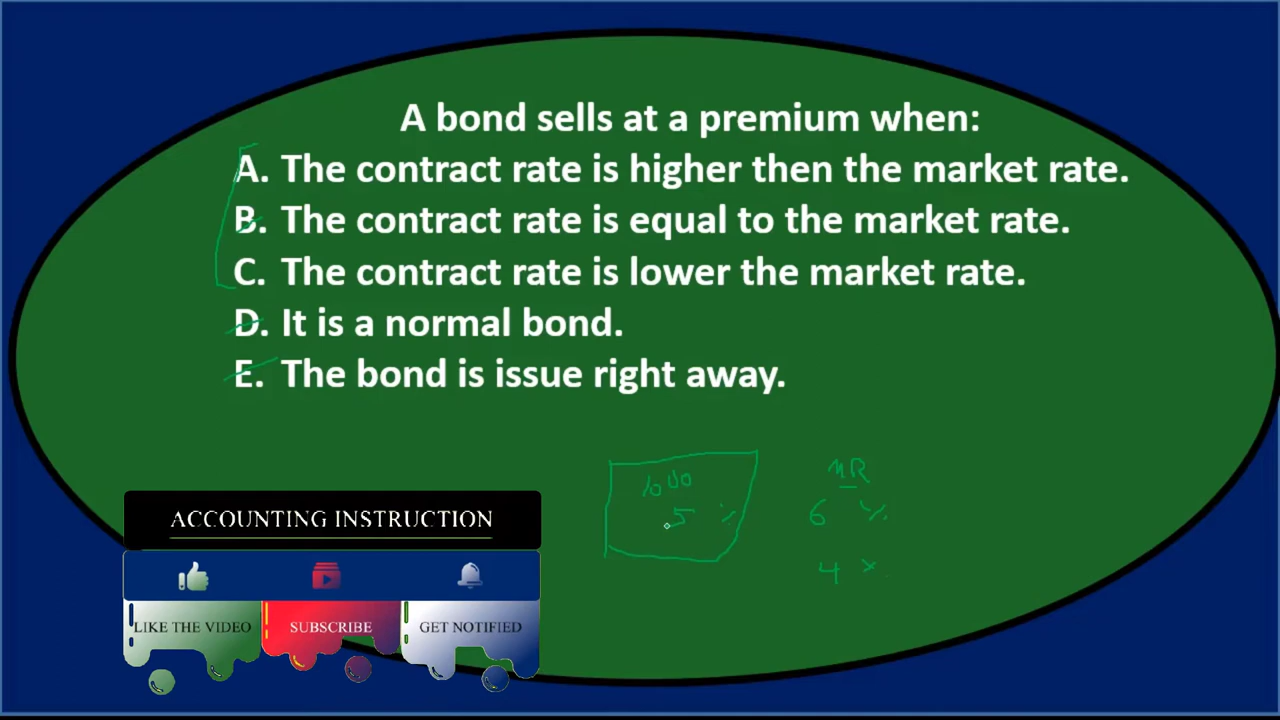 A bond sells at a premium when:
A. The contract rate is higher then the market rate.
B. The contract rate is equal to the market rate.
C. The contract rate is lower the market rate.
D. It is a normal bond.
E. The bond is issue right away.
1000
5 %
MR
6 %
4
ACCOUNTING INSTRUCTION
LIKE THE VIDEO
SUBSCRIBE
GET NOTIFIED